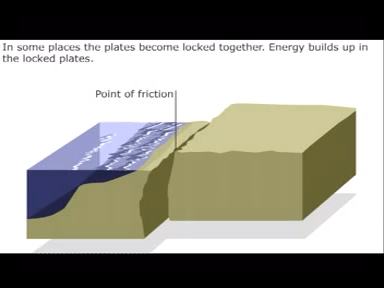 In some places the plates become locked together. Energy builds up in
the locked plates.
Point of friction